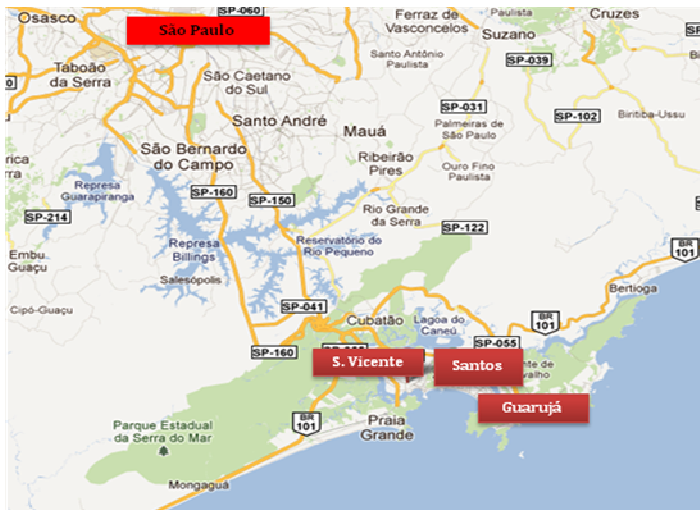 Osasco
SP-060
São Paulo
Ferraz de
Vasconcelos
Paulista
Suzano
Cruzes
SP
Taboão
da Serra
São Caetano
do Sul
Santo Antônio
Paulista
SP-039
SP-031
SP-102
Biritiba-Ussu
Santo André
Mauá
Palmeiras de
São Paulo
São Bernardo
do Campo
Ribeirão
Pires
Ouro Fino
Paulista
Represa
Guarapiranga
SP-160
SP-150
SP-214
Rio Grande
da Serra
SP-122
Embu
Guaçu
Represa
Billings
Reservatório do
Rio Pequeno
BR
101
Salesópolis
Bertioga
Cipó-Guaçu
SP-041
Cubatão
Lagoa do
Caneú
BR
101
SP-160
SP-055
S. Vicente
Santos
Guarujá
BR
101
Praia
Grande
Parque Estadual
da Serra do Mar
Mongaguá